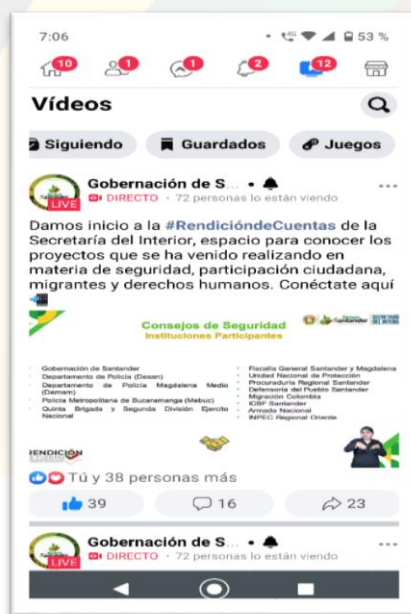 7:06
53 %
10
1
1
2
12
Vídeos
Siguiendo
Guardados
Juegos
Gobernación de S...
LIVE
DIRECTO · 72 personas lo están viendo
Damos inicio a la #RendicióndeCuentas de la
Secretaría del Interior, espacio para conocer los
proyectos que se ha venido realizando en
materia de seguridad, participación ciudadana,
migrantes y derechos humanos. Conéctate aquí
Consejos de Seguridad
Instituciones Participantes
Santander
Gobernación de Santander
Departamento de Policía (Desan)
Departamento de Policía Magdalena Medio
(Demam)
Policía Metropolitana de Bucaramanga (Mebuc)
Quinta Brigada y Segunda División Ejercito
Nacional
Fiscalía General Santander y Magdalena
Unidad Nacional de Protección
Procuraduría Regional Santander
Defensoría del Pueblo Santander
Migración Colombia
ICBF Santander
Armada Nacional
INPEC Regional Oriente
RENDICIÓN
Tú y 38 personas más
39
16
23
Gobernación de S...
LIVE
DIRECTO · 72 personas lo están viendo